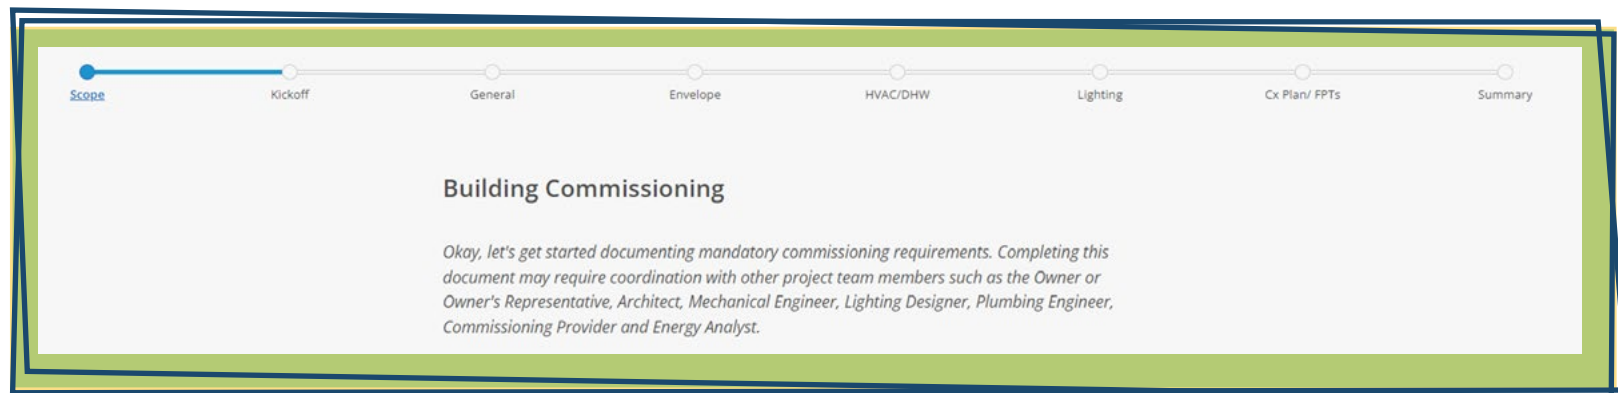 Scope Kickoff General Envelope HVAC/DHW Lighting Cx Plan/ FPTs Summary
Building Commissioning
Okay, let's get started documenting mandatory commissioning requirements. Completing this
document may require coordination with other project team members such as the Owner or
Owner's Representative, Architect, Mechanical Engineer, Lighting Designer, Plumbing Engineer,
Commissioning Provider and Energy Analyst.